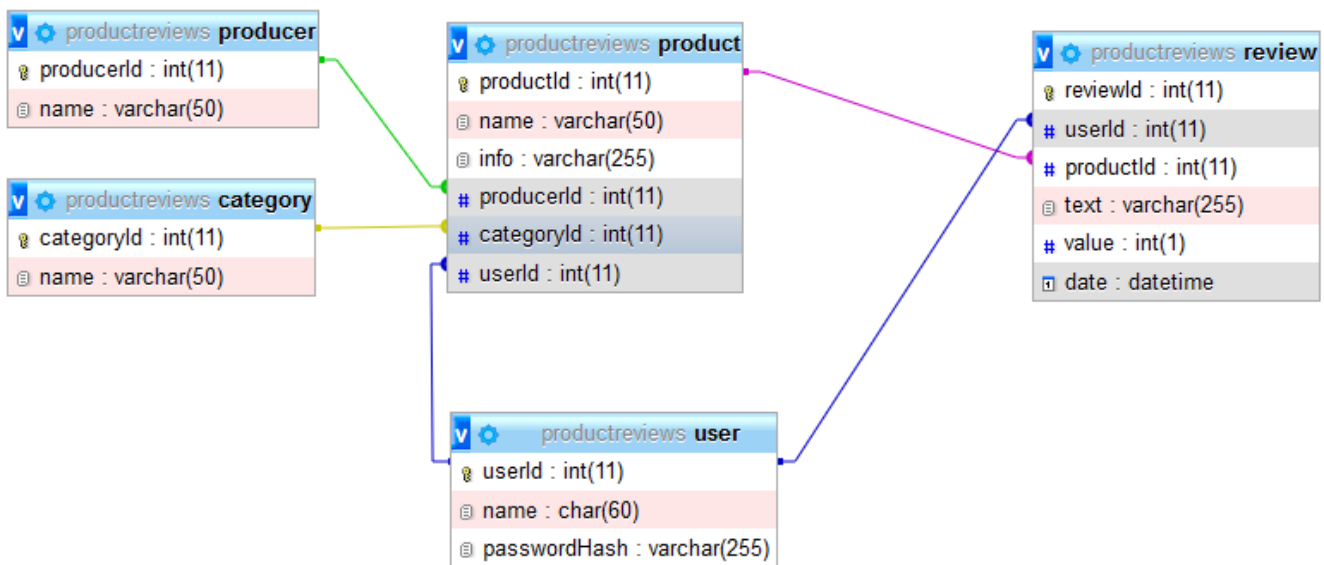 v productreviews producer
producerId : int(11)
name : varchar(50)
v productreviews category
categoryId : int(11)
name : varchar(50)
v productreviews product
productId : int(11)
name : varchar(50)
info : varchar(255)
# producerId : int(11)
# categoryId : int(11)
# userId : int(11)
v productreviews user
userId : int(11)
name : char(60)
passwordHash : varchar(255)
v productreviews review
reviewId : int(11)
# userId : int(11)
# productId : int(11)
text : varchar(255)
# value : int(1)
date : datetime